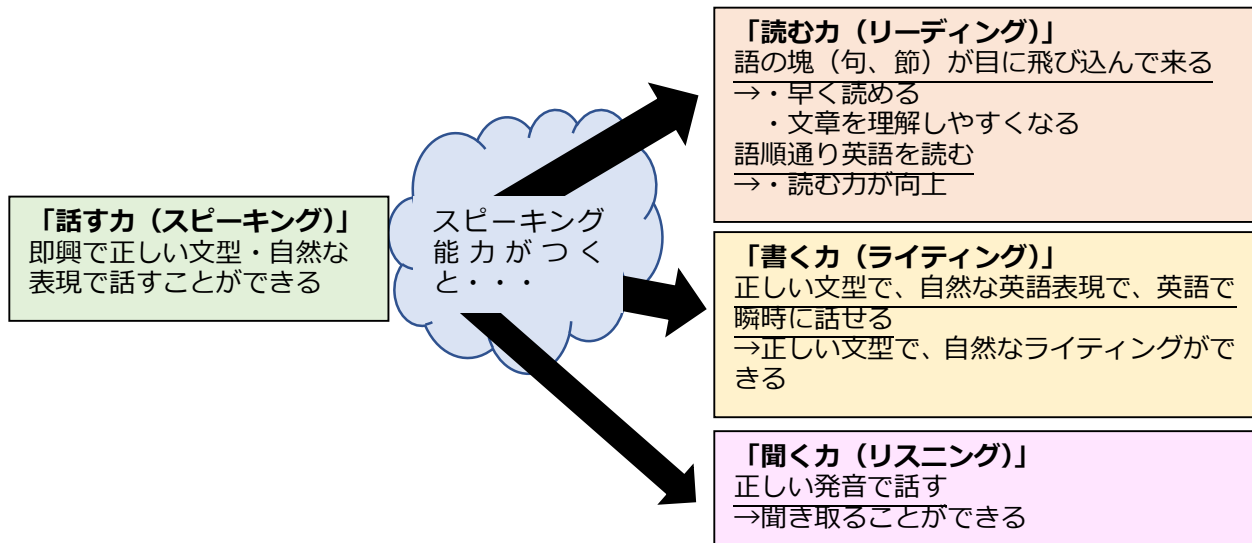 「話す力（スピーキング）」
即興で正しい文型・自然な
表現で話すことができる
スピーキング
能力がつく
と・・・
「読む力（リーディング）」
語の塊（句、節）が目に飛び込んで来る
→・早く読める
・文章を理解しやすくなる
語順通り英語を読む
→・読む力が向上
「書く力（ライティング）」
正しい文型で、自然な英語表現で、英語で
瞬時に話せる
→正しい文型で、自然なライティングがで
きる
「聞く力（リスニング）」
正しい発音で話す
→聞き取ることができる